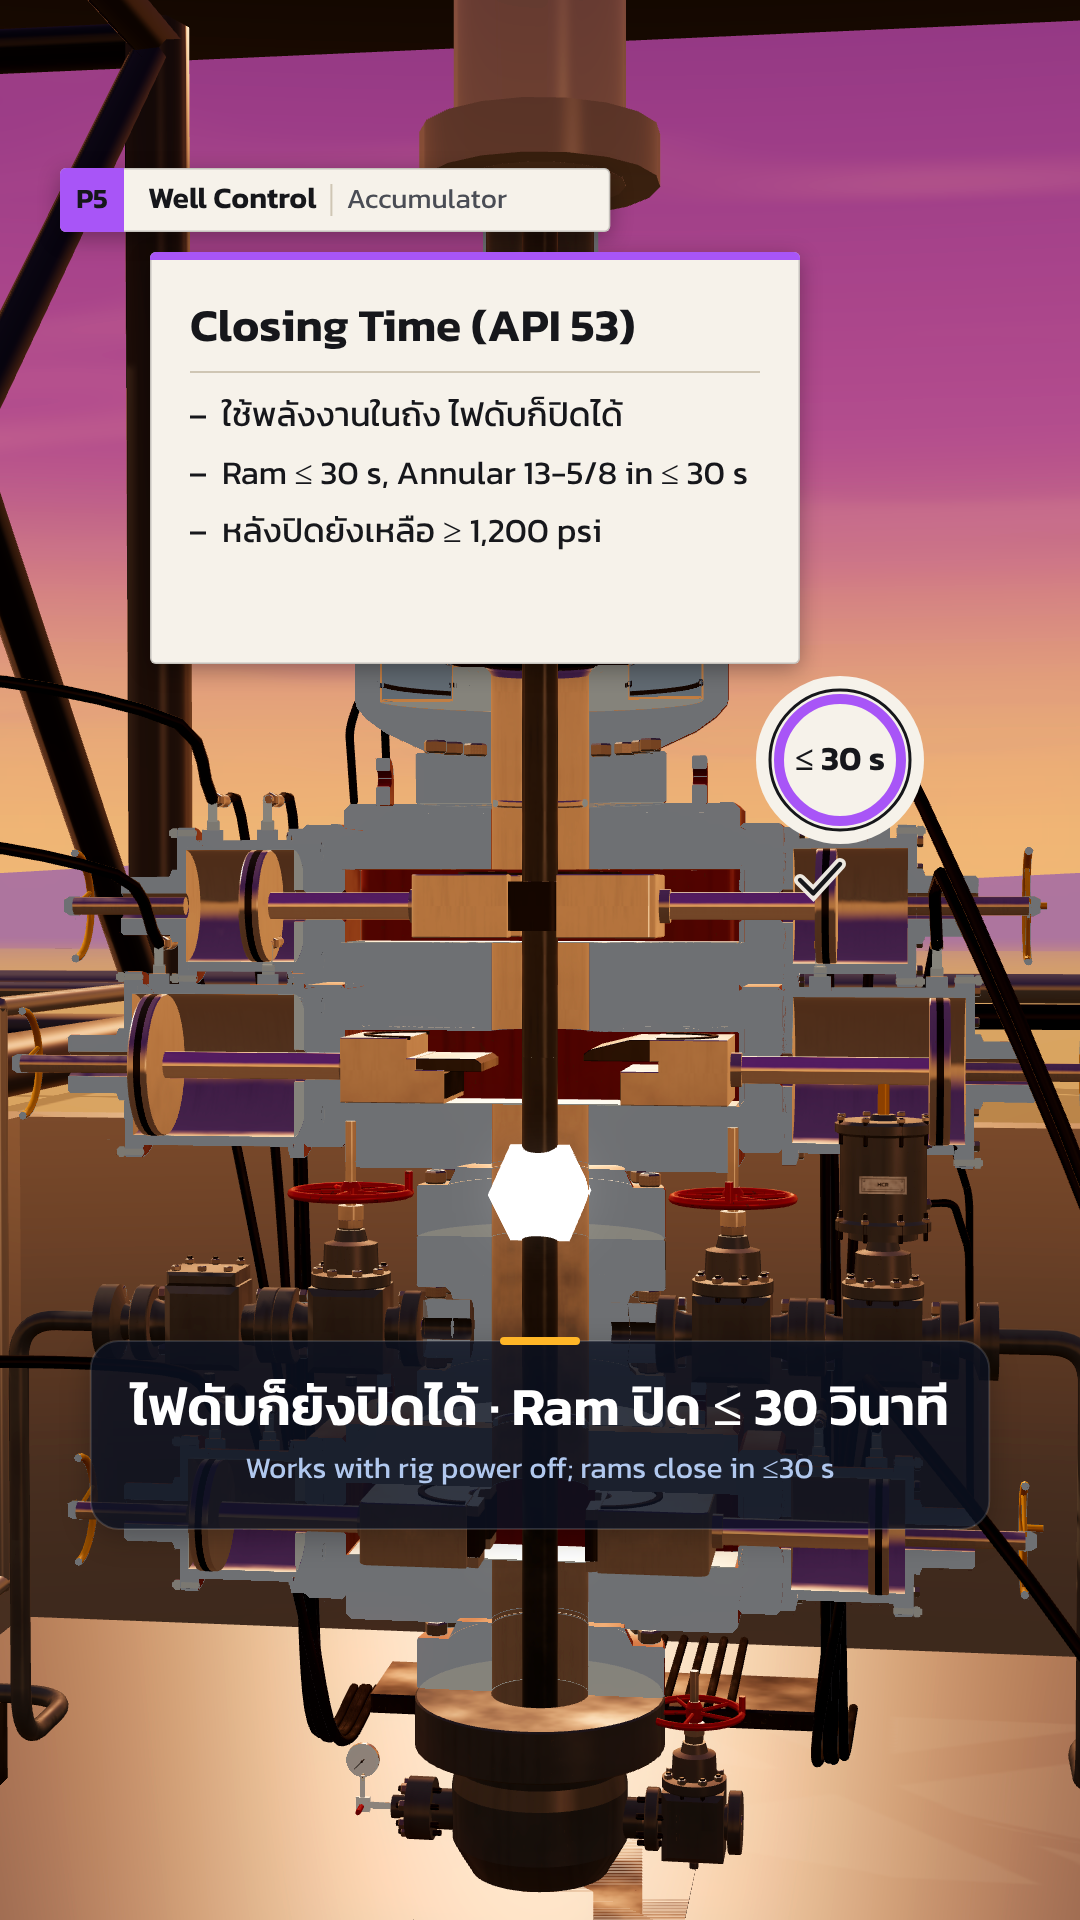 P5 Well Control Accumulator
Closing Time (API 53)
– ใช้พลังงานในถัง ไฟดับก็ปิดได้
– Ram ≤ 30 s, Annular 13-5/8 in ≤ 30 s
– หลังปิดยังเหลือ ≥ 1,200 psi
≤ 30 s
HCR
ไฟดับก็ยังปิดได้ · Ram ปิด ≤ 30 วินาที
Works with rig power off; rams close in ≤30 s